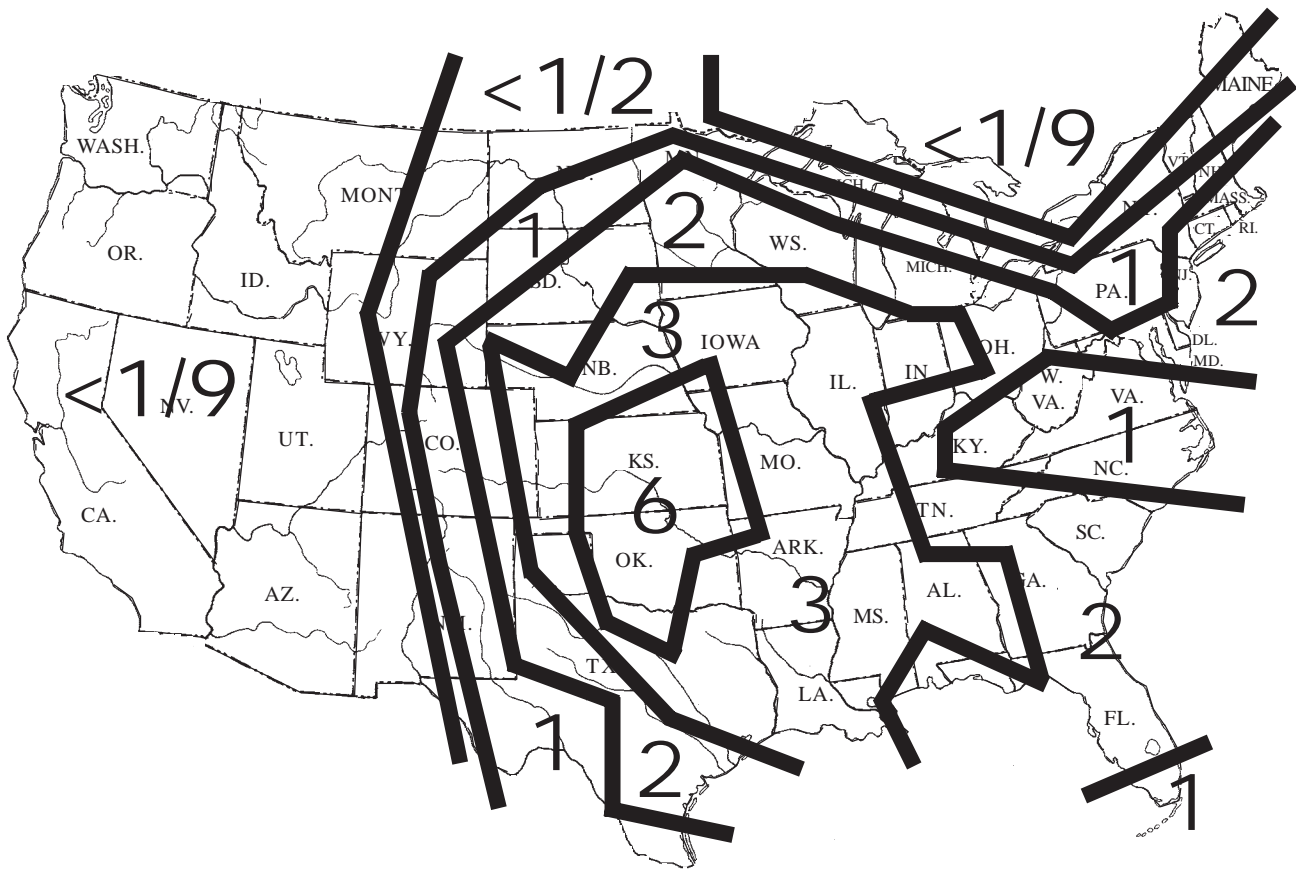 <1/2
<1/9
MAINE
WASH.
MONT
VT.
NH.
MASS.
1
2
WS.
CT.
RI.
OR.
ID.
MICH.
1
PA.
NJ.
2
SD.
3
IOWA
OH.
DL.
MD.
WY.
NB.
IL.
IN
W.
VA.
VA.
<1/9
NV.
UT.
CO.
KS.
MO.
KY.
1
NC.
CA.
6
TN.
SC.
OK.
ARK.
AZ.
3
MS.
AL.
GA.
2
TX
LA.
FL.
1
2
1